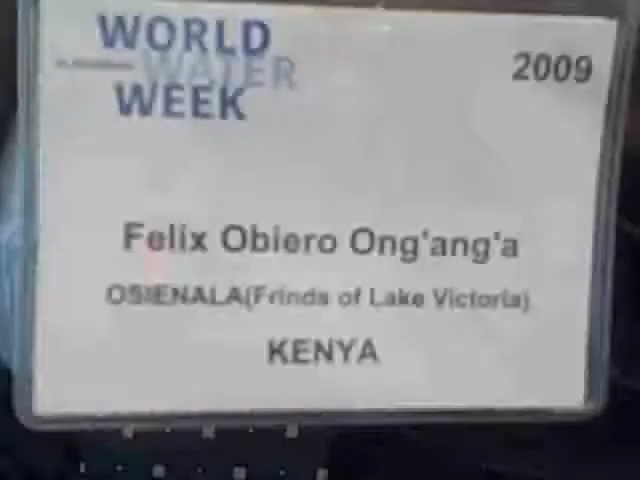 WORLD
WATER
WEEK
2009
Felix Obiero Ong'ang'a
OSIENALA(Frinds of Lake Victoria)
KENYA